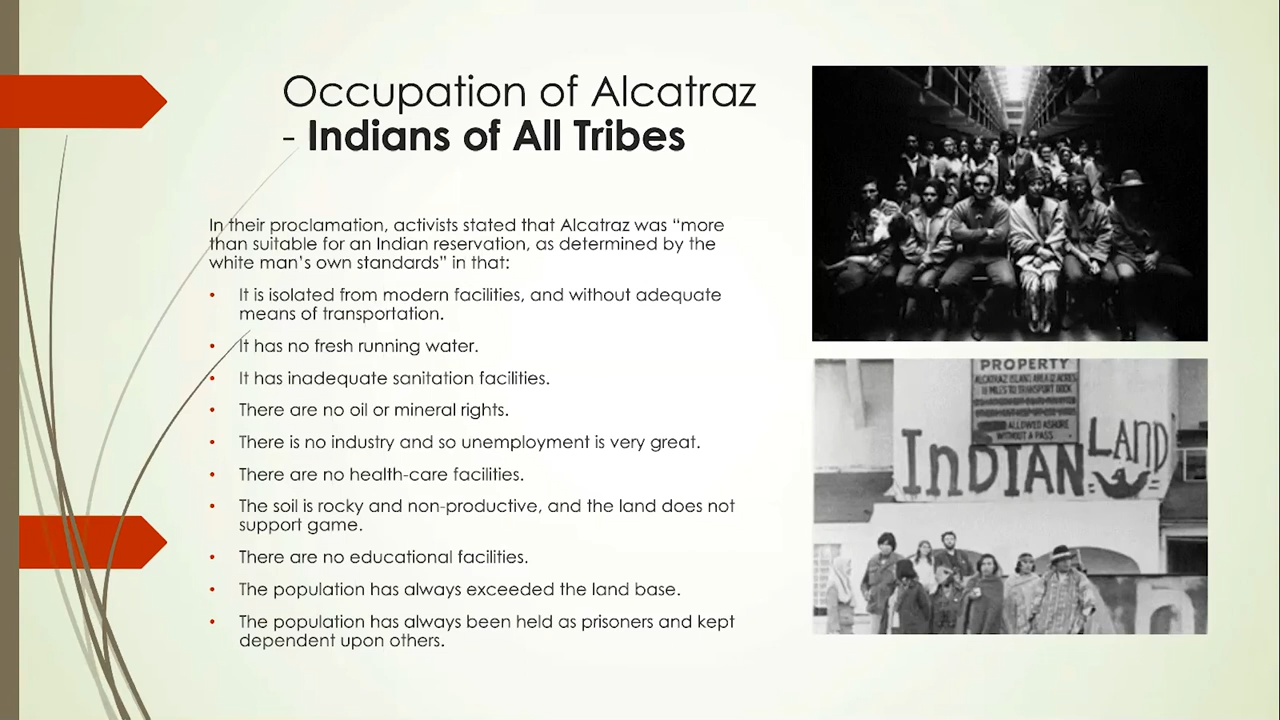 Occupation of Alcatraz
- Indians of All Tribes
In their proclamation, activists stated that Alcatraz was “more
than suitable for an Indian reservation, as determined by the
white man’s own standards” in that:
• It is isolated from modern facilities, and without adequate
means of transportation.
• It has no fresh running water.
• It has inadequate sanitation facilities.
• There are no oil or mineral rights.
• There is no industry and so unemployment is very great.
• There are no health-care facilities.
• The soil is rocky and non-productive, and the land does not
support game.
• There are no educational facilities.
• The population has always exceeded the land base.
• The population has always been held as prisoners and kept
dependent upon others.
PROPERTY
ALCATRAZ ISLAND AREA 12 ACRES
TO TRANSPORT DOCK
ALLOWED ASHORE
WITHOUT A PASS
INDIAN LAND